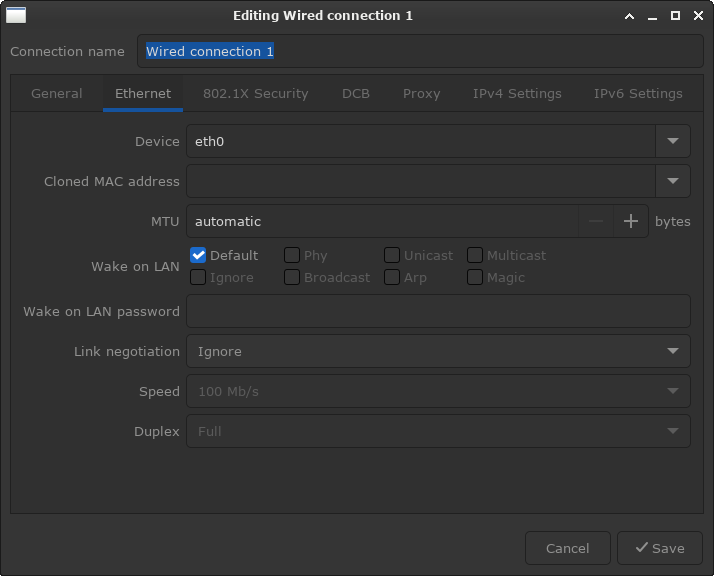 Editing Wired connection 1
Connection name Wired connection 1
General Ethernet 802.1X Security DCB Proxy IPv4 Settings IPv6 Settings
Device eth0
Cloned MAC address
MTU automatic bytes
Wake on LAN
Default Phy Unicast Multicast
Ignore Broadcast Arp Magic
Wake on LAN password
Link negotiation Ignore
Speed 100 Mb/s
Duplex Full
Cancel Save